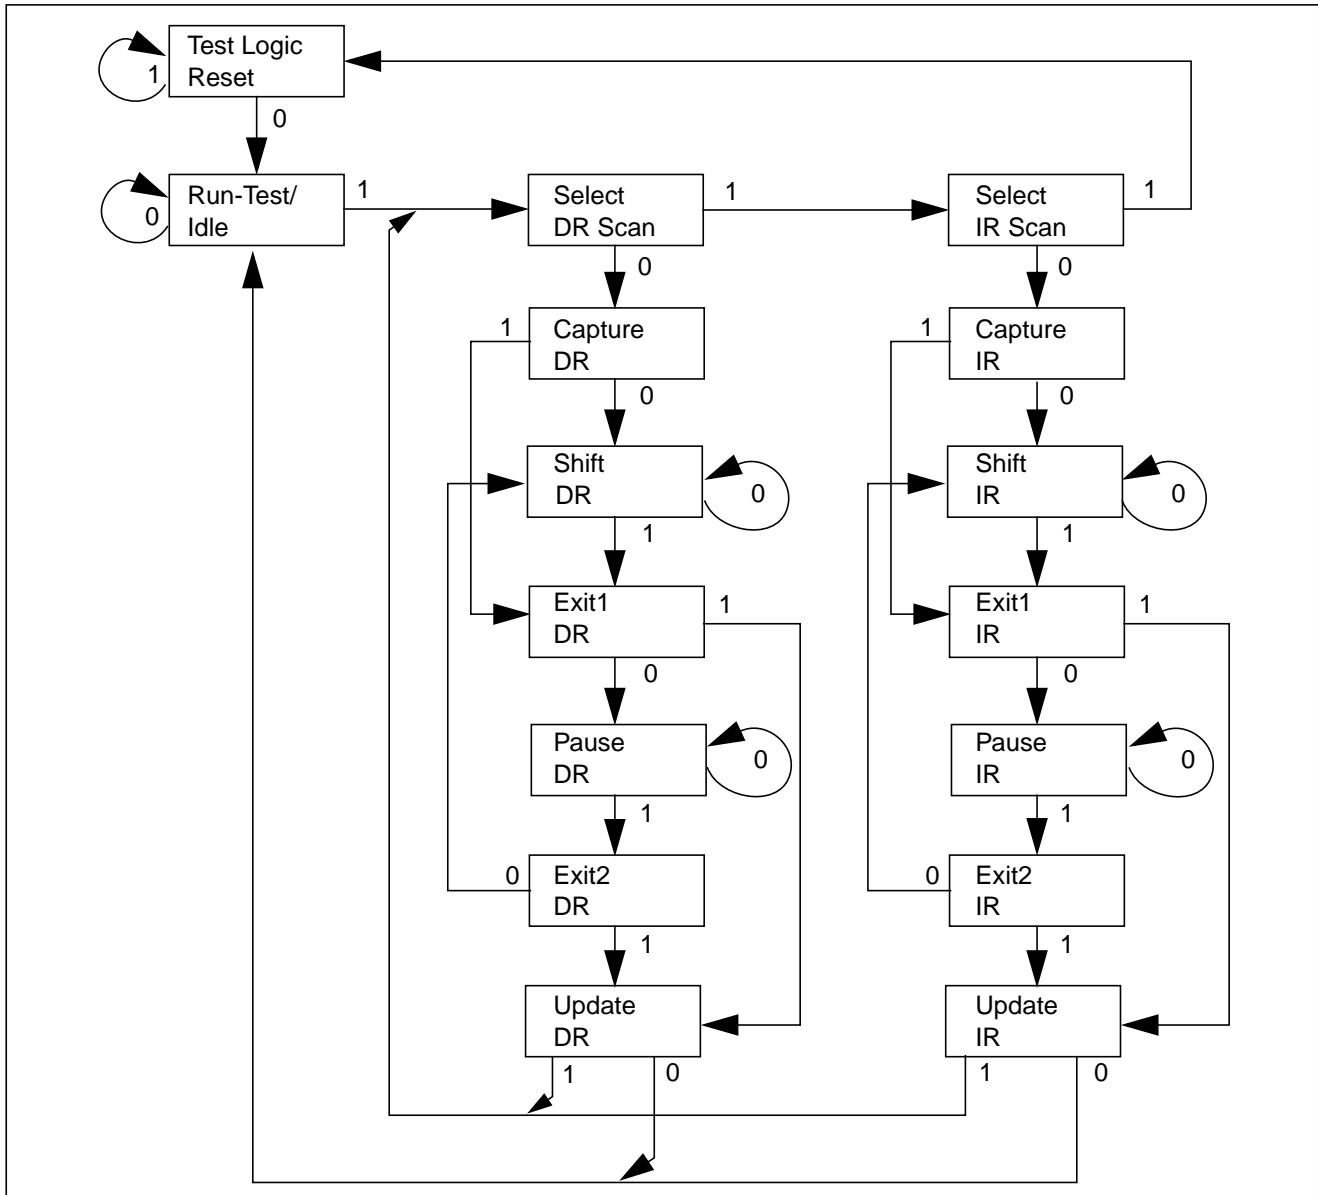 Test Logic
Reset
1
0
Run-Test/
Idle
0
1
Select
DR Scan
1
0
Select
IR Scan
1
0
Capture
DR
1
0
Capture
IR
1
0
Shift
DR
0
1
Shift
IR
0
1
Exit1
DR
1
0
Exit1
IR
1
0
Pause
DR
0
1
Pause
IR
0
1
Exit2
DR
0
1
Exit2
IR
0
1
Update
DR
1
0
Update
IR
1
0